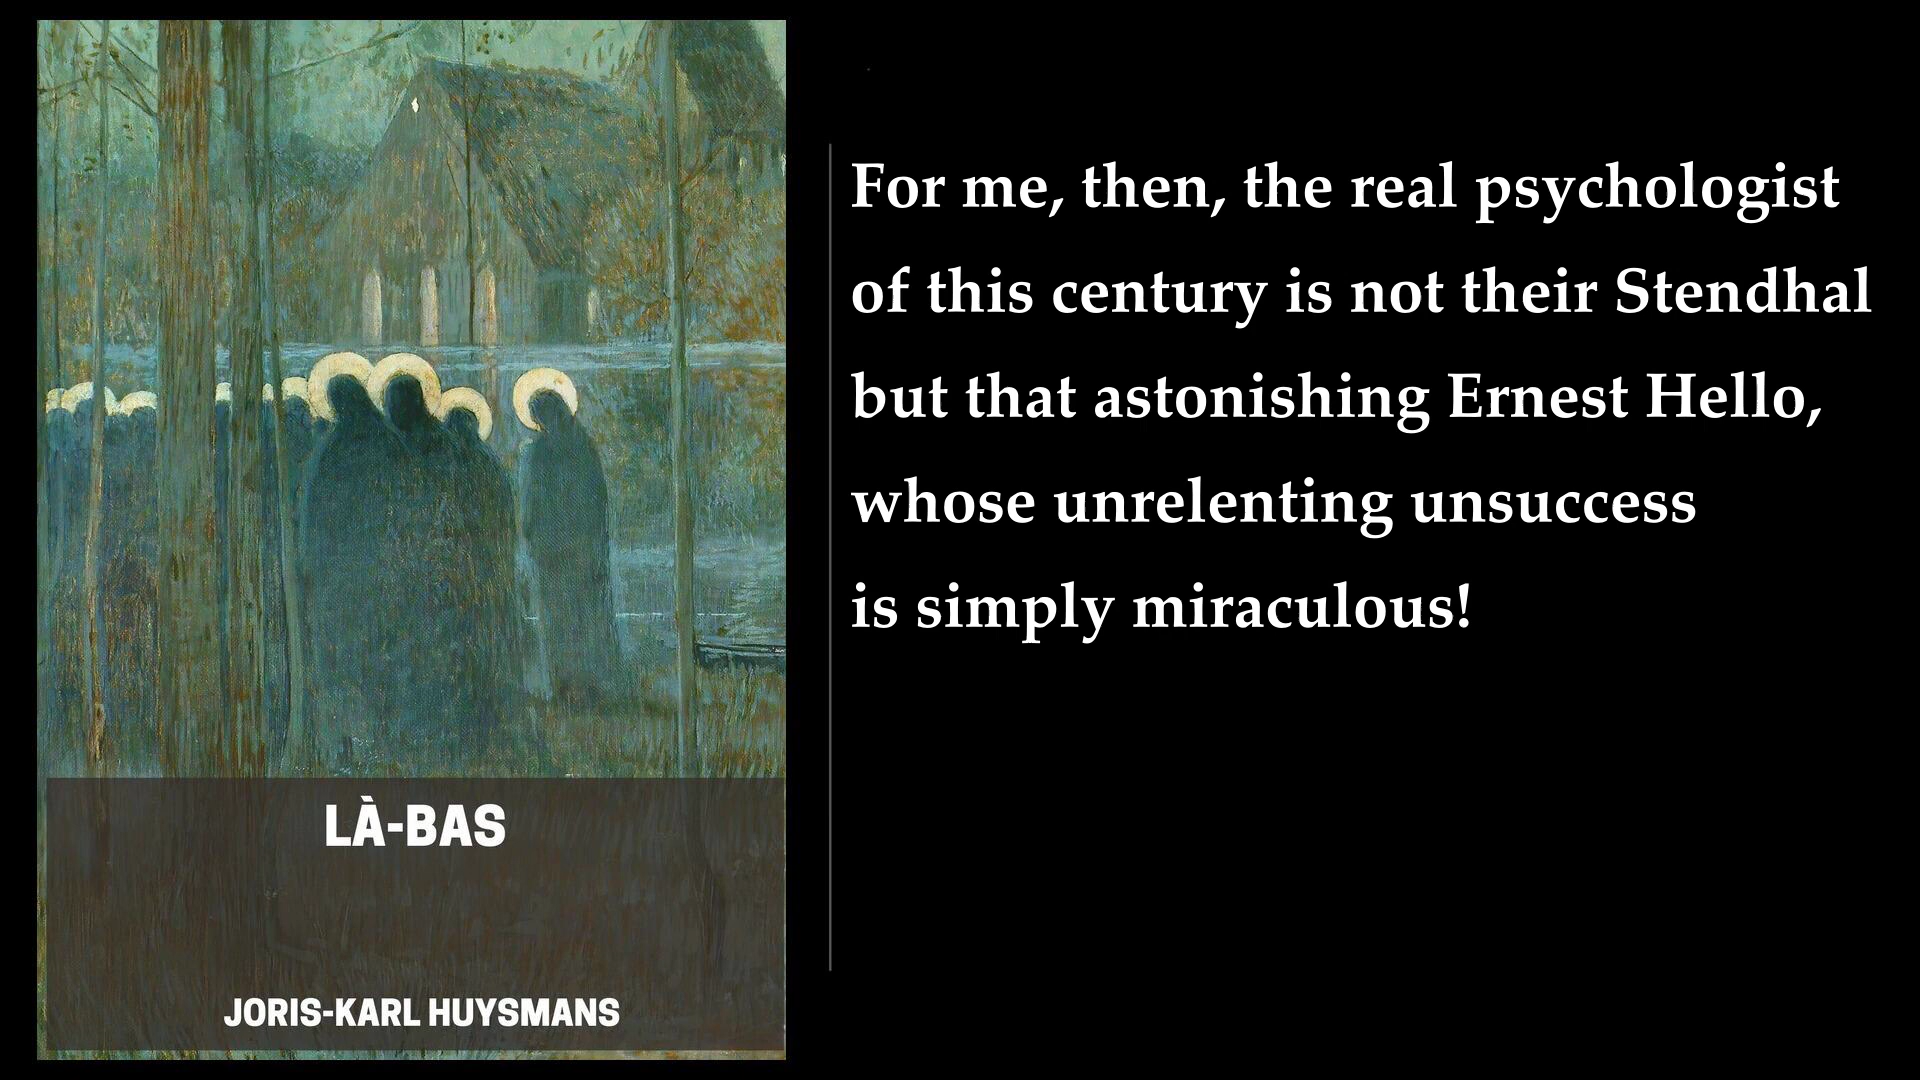 LÀ-BAS
JORIS-KARL HUYSMANS
For me, then, the real psychologist
of this century is not their Stendhal
but that astonishing Ernest Hello,
whose unrelenting unsuccess
is simply miraculous!